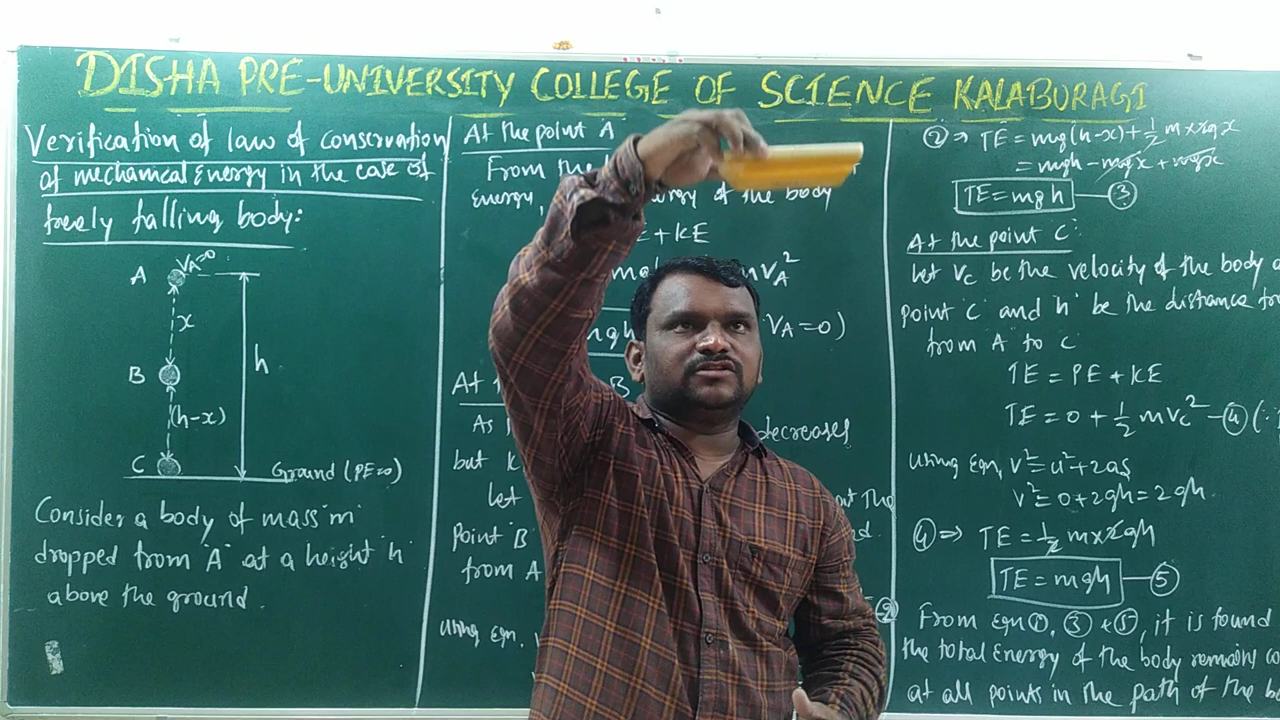 DISHA PRE-UNIVERSITY COLLEGE OF SCIENCE KALABURAGI
Verification of law of conservation
of mechanical Energy in the case of
freely falling body:
A V_A=0
x
B h
(h-x)
C Ground (PE=0)
Consider a body of mass 'm'
dropped from 'A' at a height 'h'
above the ground.
At the point A
From the
Energy, of the body
+ KE
V_A²
mgh V_A=0)
At B
As decreases
but K
Let the
point 'B'
from A
②
using Eqn,
② ⇒ TE = mg(h-x) + ½ m x 2gx
= mgh - mgx + mgx
TE = mgh — ③
At the point C:
Let V_C be the velocity of the body
point 'C' and 'h' be the distance
from A to C
TE = PE + KE
TE = 0 + ½ mV_C² — ④ (∵
using Eqn, V² = u² + 2as
V² = 0 + 2gh = 2gh
④ ⇒ TE = ½ m x 2gh
TE = mgh — ⑤
From Eqn ①, ③ & ⑤, it is found
the total Energy of the body remains
at all points in the path of the